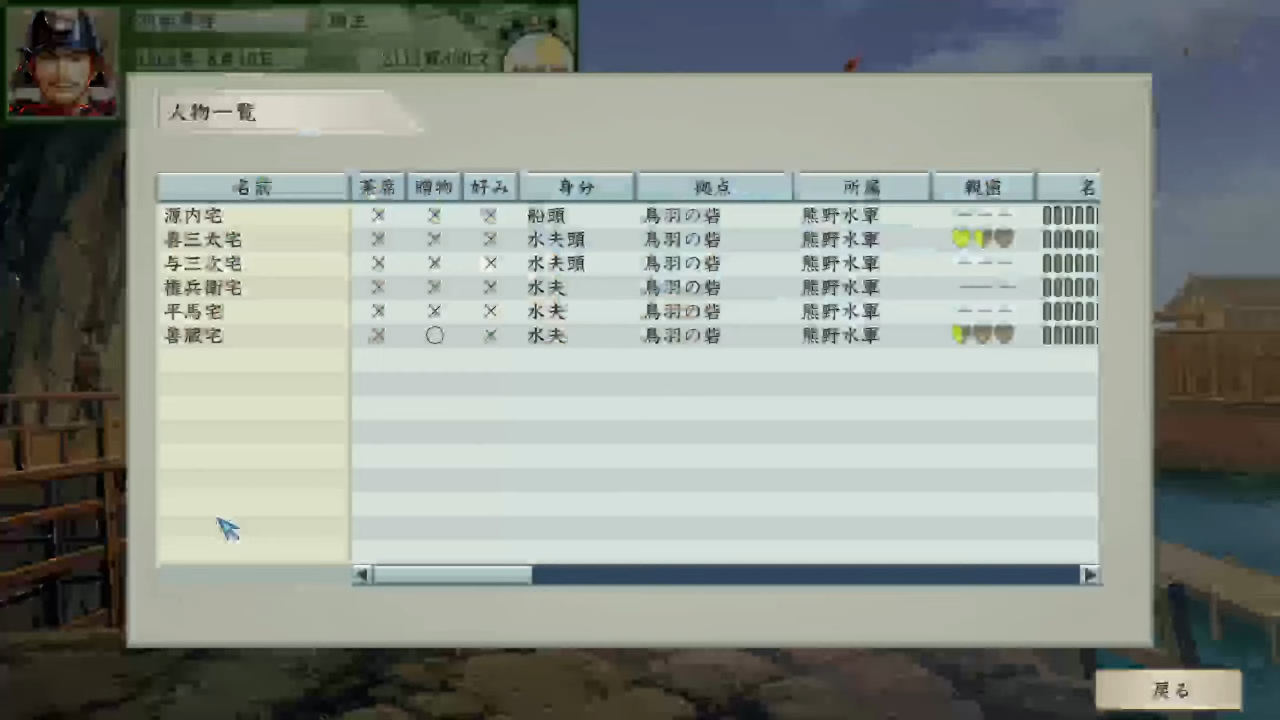 人物一覧
名前 茶席 贈物 好み 身分 拠点 所属 親密 名
源内宅 × × × 船頭 鳥羽の砦 熊野水軍 ---
喜三太宅 × × × 水夫頭 鳥羽の砦 熊野水軍
与三次宅 × × × 水夫頭 鳥羽の砦 熊野水軍 ---
権兵衛宅 × × × 水夫 鳥羽の砦 熊野水軍 ---
平馬宅 × × × 水夫 鳥羽の砦 熊野水軍 ---
善蔵宅 × ○ × 水夫 鳥羽の砦 熊野水軍
戻る